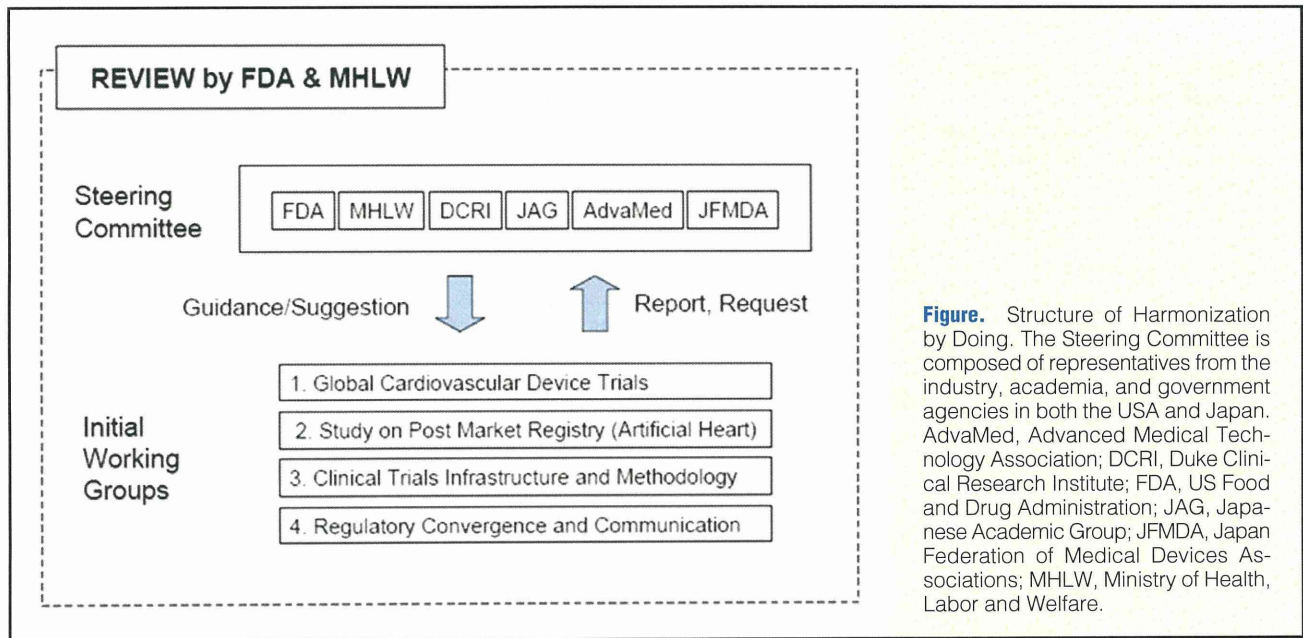 REVIEW by FDA & MHLW
Steering
Committee
FDA MHLW DCRI JAG AdvaMed JFMDA
Guidance/Suggestion
Report, Request
Initial
Working
Groups
1. Global Cardiovascular Device Trials
2. Study on Post Market Registry (Artificial Heart)
3. Clinical Trials Infrastructure and Methodology
4. Regulatory Convergence and Communication
Figure. Structure of Harmonization
by Doing. The Steering Committee is
composed of representatives from the
industry, academia, and government
agencies in both the USA and Japan.
AdvaMed, Advanced Medical Tech-
nology Association; DCRI, Duke Clini-
cal Research Institute; FDA, US Food
and Drug Administration; JAG, Japa-
nese Academic Group; JFMDA, Japan
Federation of Medical Devices As-
sociations; MHLW, Ministry of Health,
Labor and Welfare.